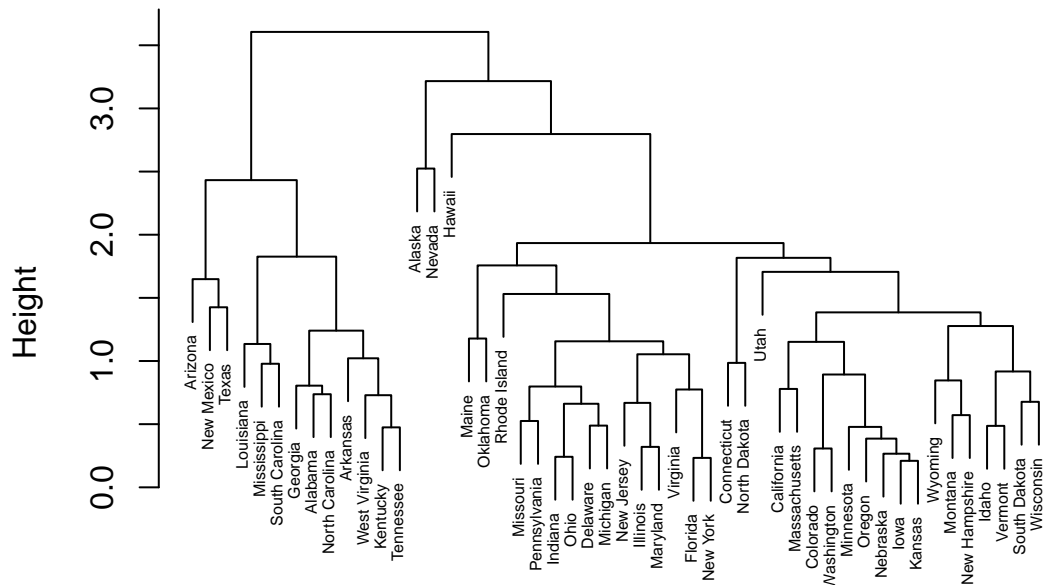 Height
3.0
2.0
1.0
0.0
Arizona
New Mexico
Texas
Louisiana
Mississippi
South Carolina
Georgia
Alabama
North Carolina
Arkansas
West Virginia
Kentucky
Tennessee
Alaska
Nevada
Hawaii
Maine
Oklahoma
Rhode Island
Missouri
Pennsylvania
Indiana
Ohio
Delaware
Michigan
New Jersey
Illinois
Maryland
Virginia
Florida
New York
Connecticut
North Dakota
Utah
California
Massachusetts
Colorado
Washington
Minnesota
Oregon
Nebraska
Iowa
Kansas
Wyoming
Montana
New Hampshire
Idaho
Vermont
South Dakota
Wisconsin